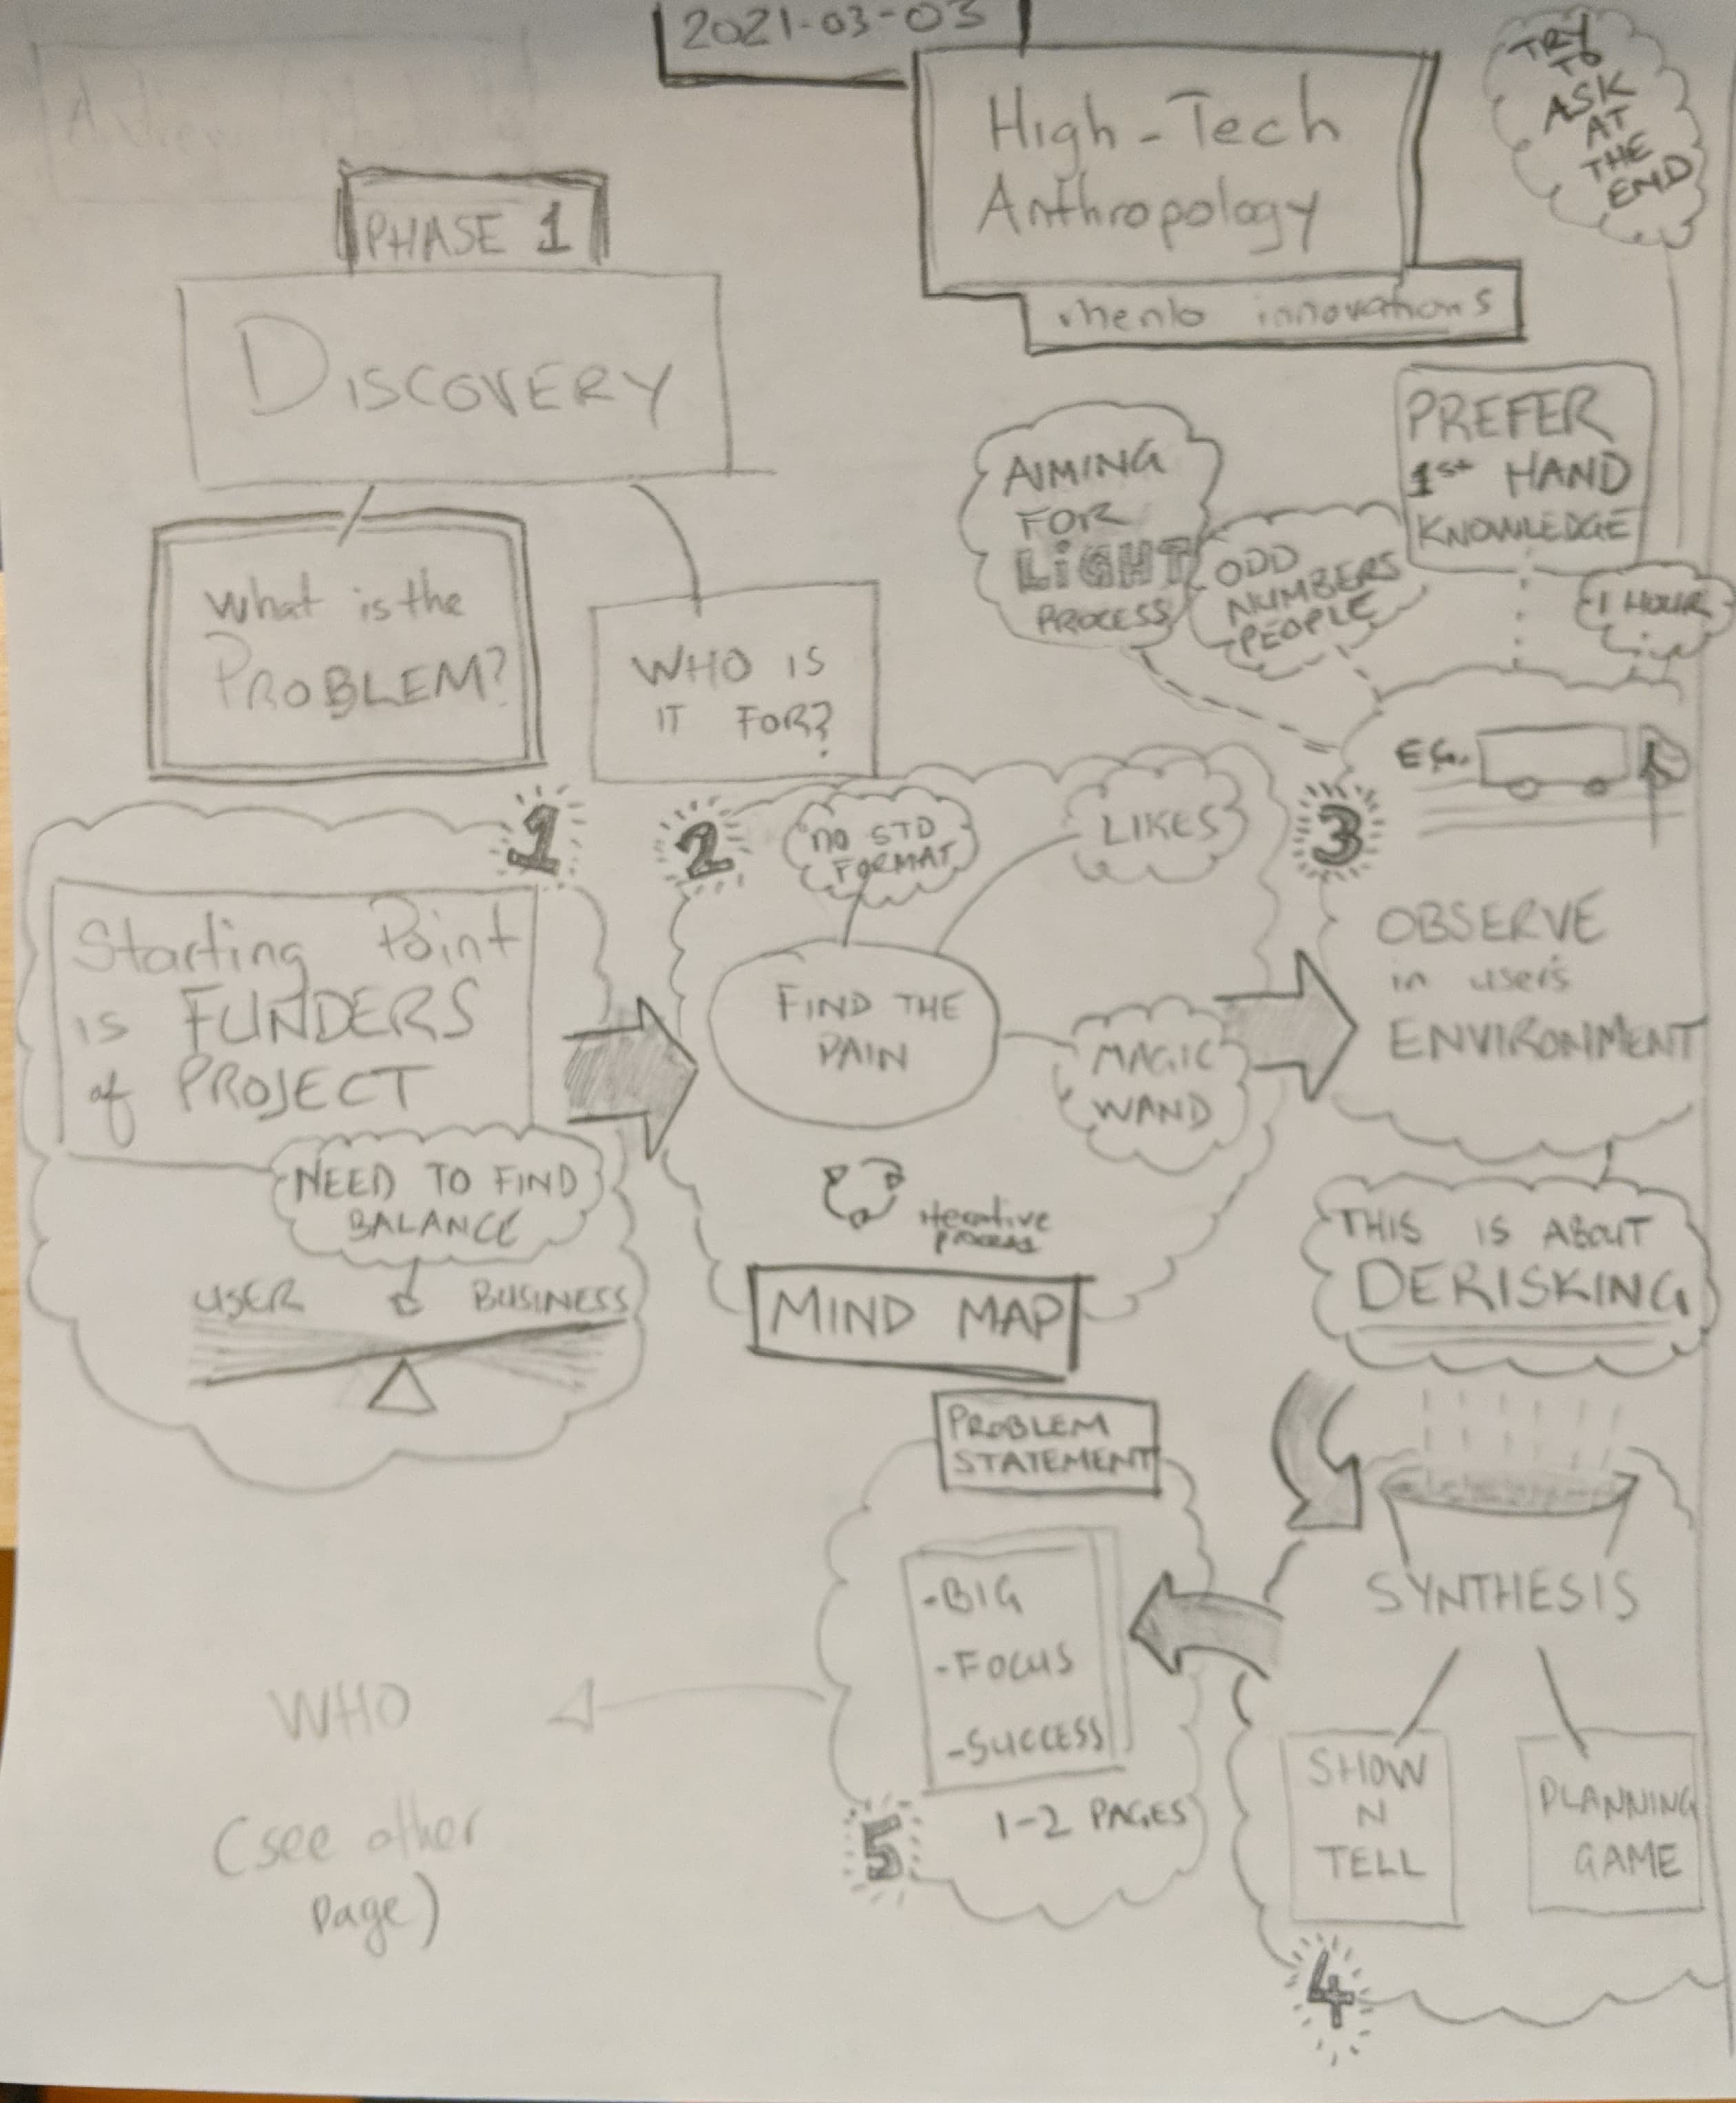 2021-03-03
High-Tech
Anthropology
menlo innovations
TRY
TO
ASK
AT
THE
END
PHASE 1
DISCOVERY
What is the
PROBLEM?
WHO IS
IT FOR?
AIMING
FOR
LiGHT
PROCESS
ODD
NUMBERS
PEOPLE
PREFER
1st HAND
KNOWLEDGE
1 HOUR
1
Starting Point
is FUNDERS
of PROJECT
NEED TO FIND
BALANCE
USER
BUSINESS
2
no STD
FORMAT
LIKES
FIND THE
PAIN
MAGIC
WAND
iterative
process
MIND MAP
3
EG.
OBSERVE
in user's
ENVIRONMENT
THIS IS ABOUT
DERISKING
SYNTHESIS
SHOW
N
TELL
PLANNING
GAME
4
PROBLEM
STATEMENT
-BIG
-FOCUS
-SUCCESS
1-2 PAGES
5
WHO
(see other
page)